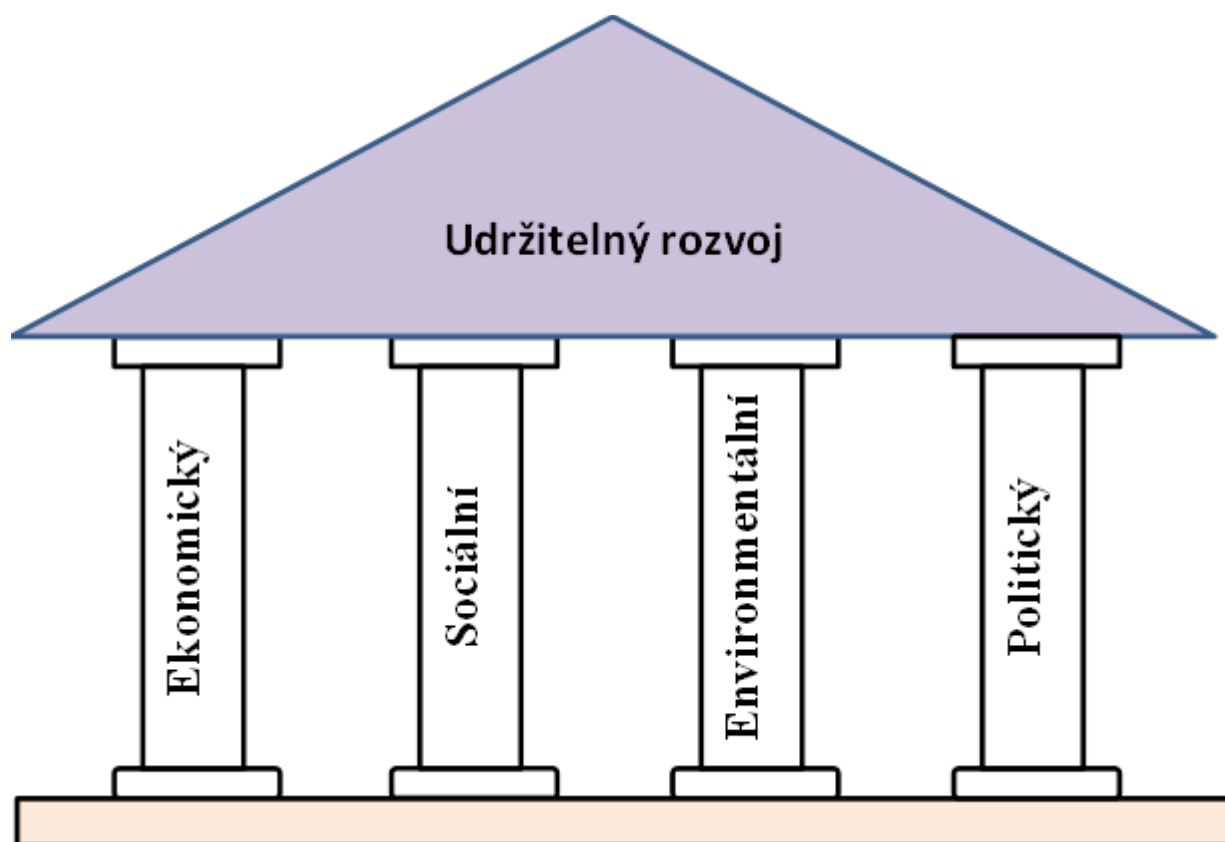 Udržitelný rozvoj
Ekonomický
Sociální
Environmentální
Politický